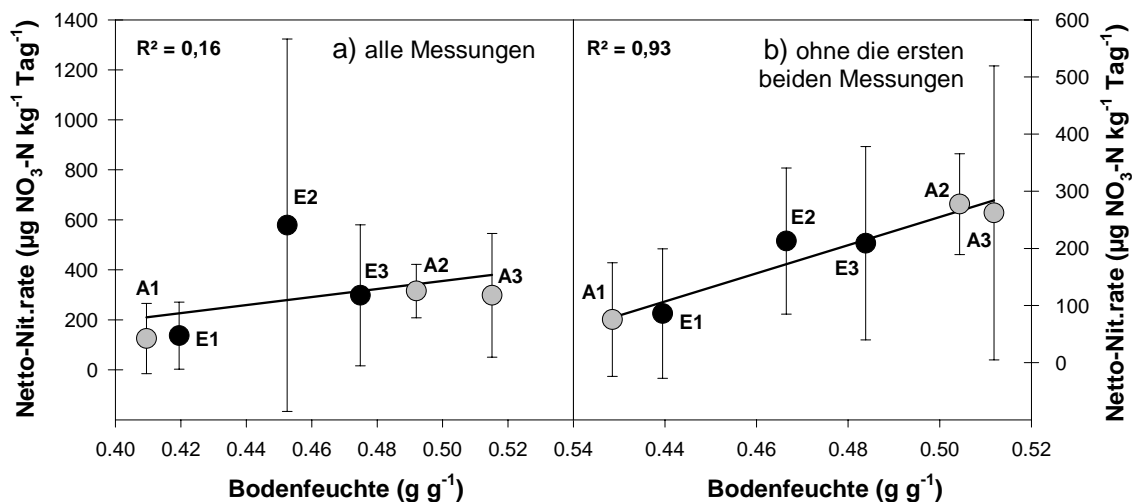 R² = 0,16
a) alle Messungen
R² = 0,93
b) ohne die ersten
beiden Messungen
Netto-Nit.rate (µg NO₃-N kg⁻¹ Tag⁻¹)
1400
1200
1000
800
600
400
200
0
A1
E1
E2
E3
A2
A3
A1
E1
E2
E3
A2
A3
600
500
400
300
200
100
0
Netto-Nit.rate (µg NO₃-N kg⁻¹ Tag⁻¹)
0.40 0.42 0.44 0.46 0.48 0.50 0.52 0.54 0.44 0.46 0.48 0.50 0.52
Bodenfeuchte (g g⁻¹) Bodenfeuchte (g g⁻¹)